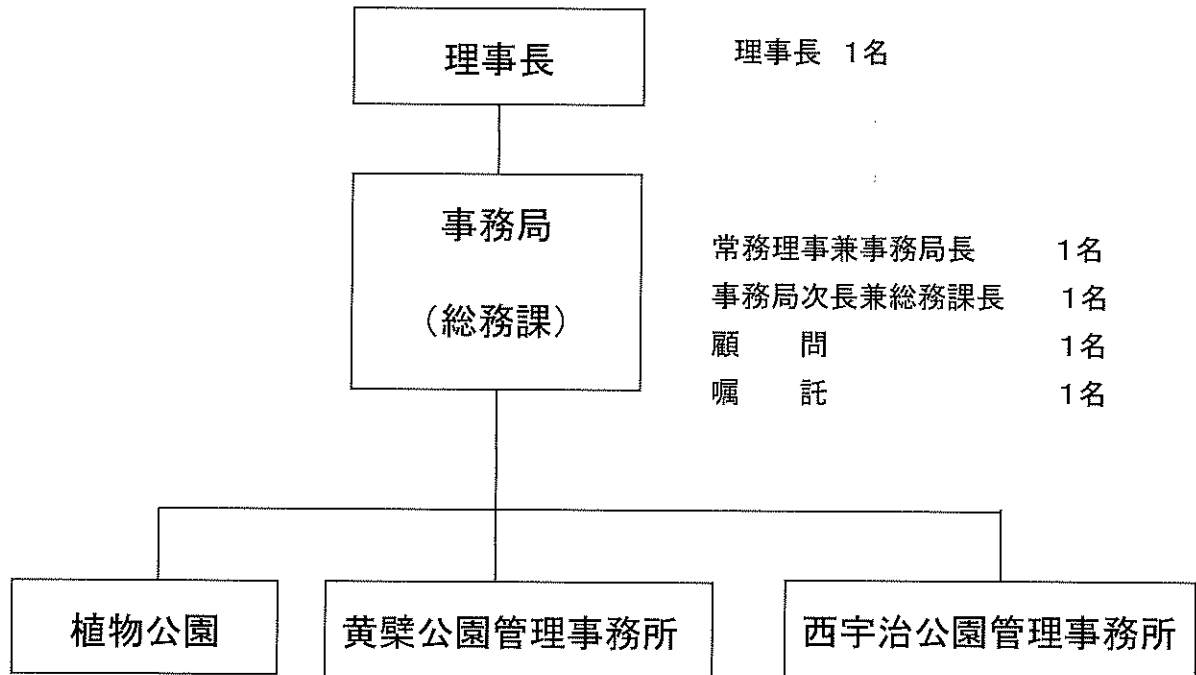 理事長
理事長 1名
事務局
(総務課)
常務理事兼事務局長 1名
事務局次長兼総務課長 1名
顧 問 1名
嘱 託 1名
植物公園
黄檗公園管理事務所
西宇治公園管理事務所